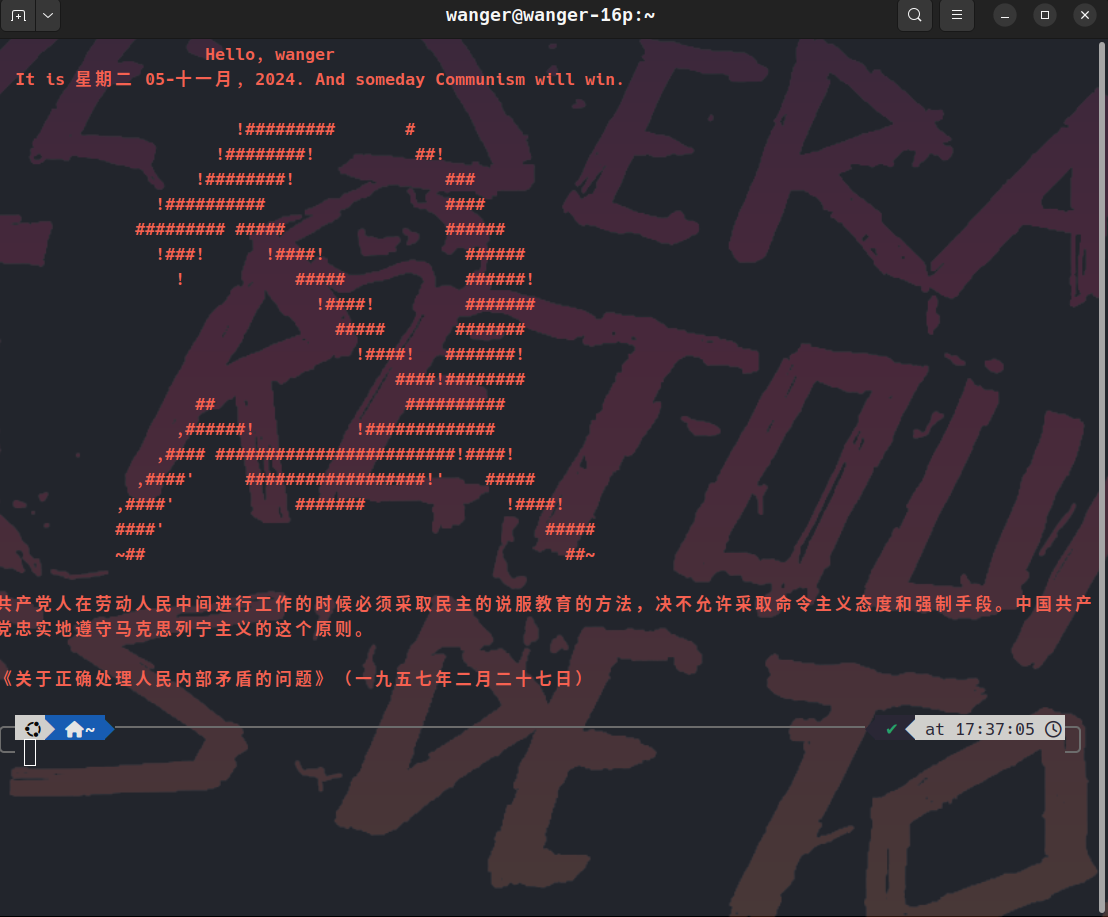 wanger@wanger-16p:~
Hello, wanger
It is 星期二 05-十一月, 2024. And someday Communism will win.
!#########       #
!########!          ##!
!########!               ###
!##########                  ####
######### #####                ######
!###!      !####!              ######
!           #####            ######!
!####!         #######
#####       #######
!####!   #######!
####!########
##                   ##########
,######!          !#############
,#### ########################!####!
,####'     ##################!'    #####
,####'            #######              !####!
####'                                      #####
~##                                          ##~
共产党人在劳动人民中间进行工作的时候必须采取民主的说服教育的方法，决不允许采取命令主义态度和强制手段。中国共产
党忠实地遵守马克思列宁主义的这个原则。
《关于正确处理人民内部矛盾的问题》（一九五七年二月二十七日）
~
✔ at 17:37:05